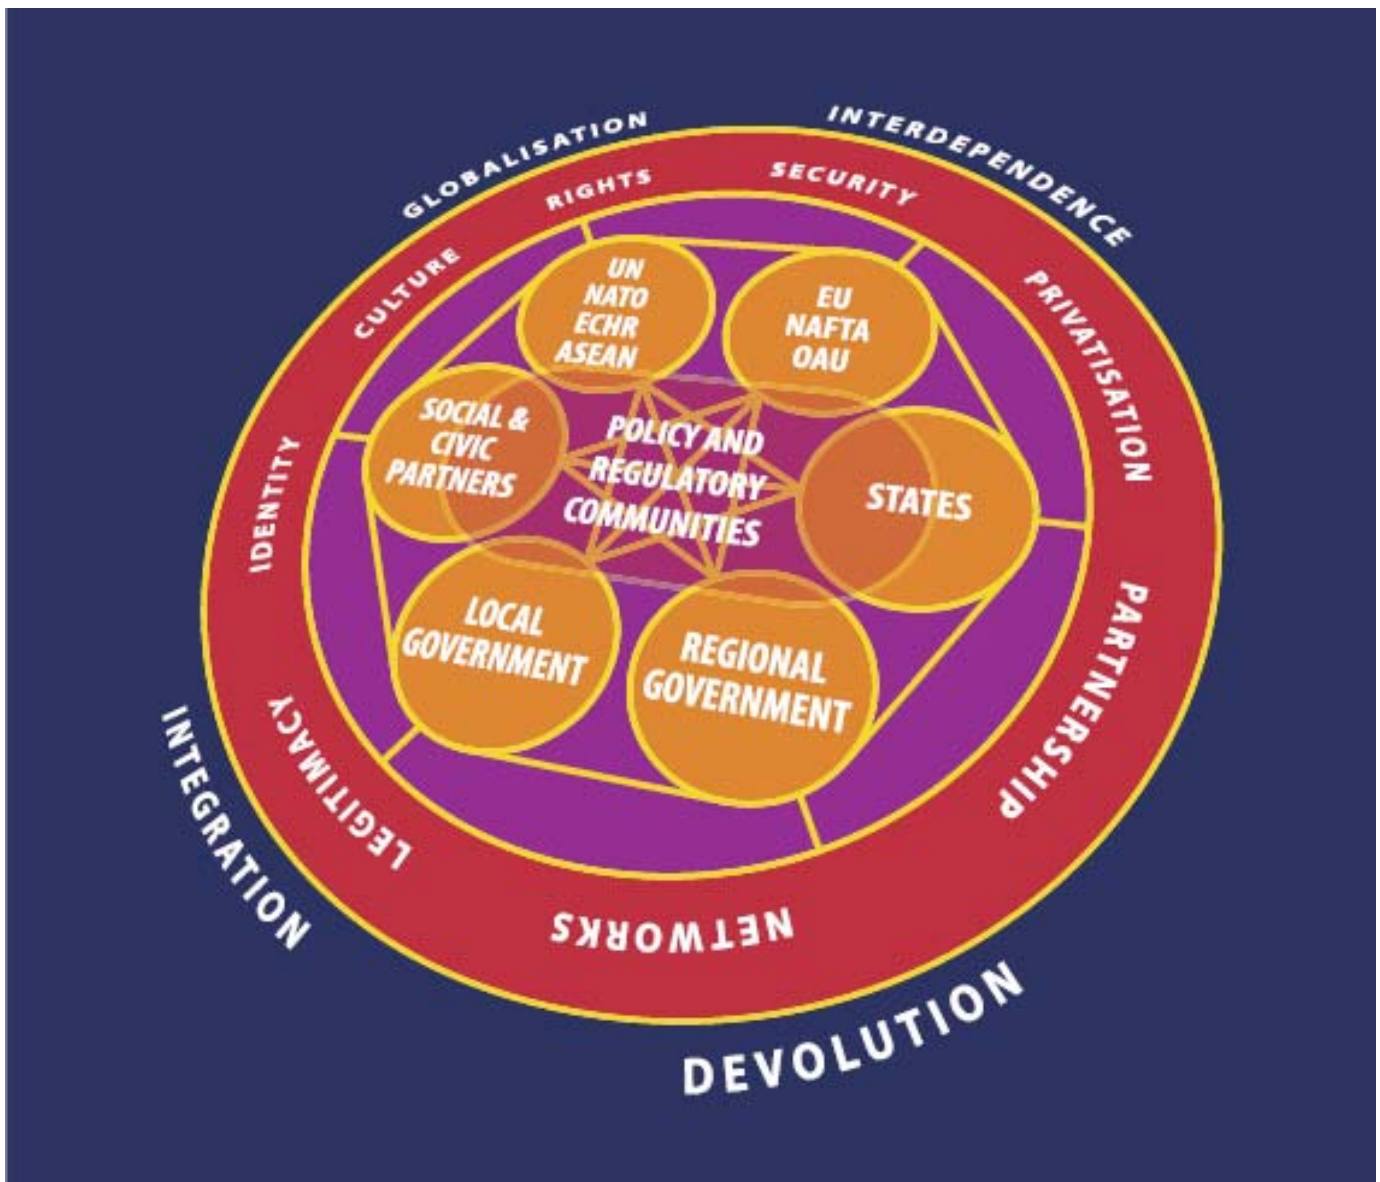 GLOBALISATION
INTERDEPENDENCE
RIGHTS
SECURITY
CULTURE
PRIVATISATION
IDENTITY
PARTNERSHIP
LEGITIMACY
NETWORKS
INTEGRATION
DEVOLUTION
UN
NATO
ECHR
ASEAN
EU
NAFTA
OAU
SOCIAL &
CIVIC
PARTNERS
POLICY AND
REGULATORY
COMMUNITIES
STATES
LOCAL
GOVERNMENT
REGIONAL
GOVERNMENT